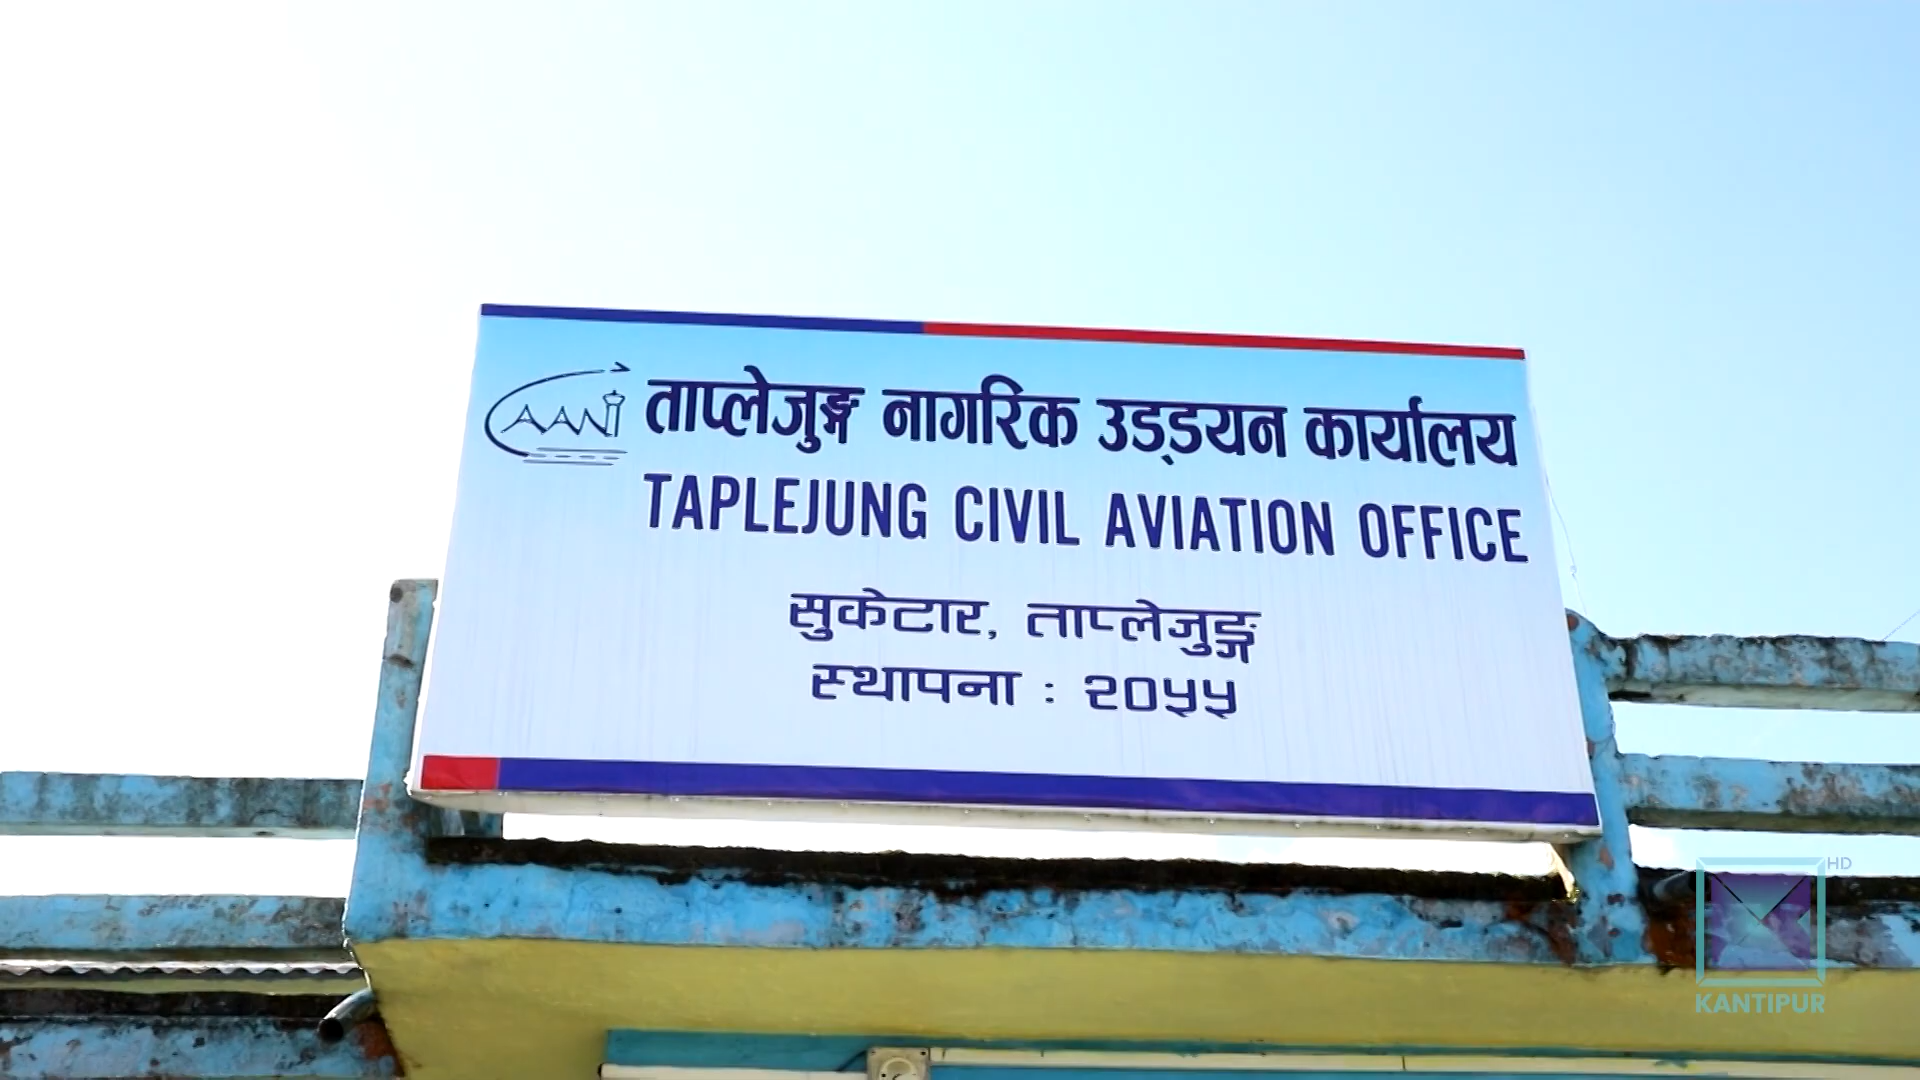 CAAN
ताप्लेजुङ्ग नागरिक उड्डयन कार्यालय
TAPLEJUNG CIVIL AVIATION OFFICE
सुकेटार, ताप्लेजुङ्ग
स्थापना : २०५५
HD
KANTIPUR